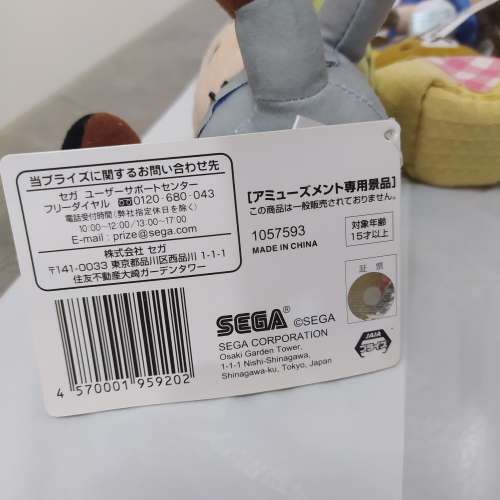 当プライズに関するお問い合わせ先
セガ ユーザーサポートセンター
フリーダイヤル 0120-680-043
電話受付時間(弊社指定休日を除く)
10:00~12:00/13:00~17:00
E-mail : prize@sega.com
株式会社 セガ
〒141-0033 東京都品川区西品川 1-1-1
住友不動産大崎ガーデンタワー
4 570001 959202
[アミューズメント専用景品]
この商品は一般販売されておりません。
1057593
MADE IN CHINA
対象年齢
15才以上
証 票
SEGA® ©SEGA
SEGA CORPORATION
Osaki Garden Tower,
1-1-1 Nishi-Shinagawa,
Shinagawa-ku, Tokyo, Japan
JAIA
プライズ